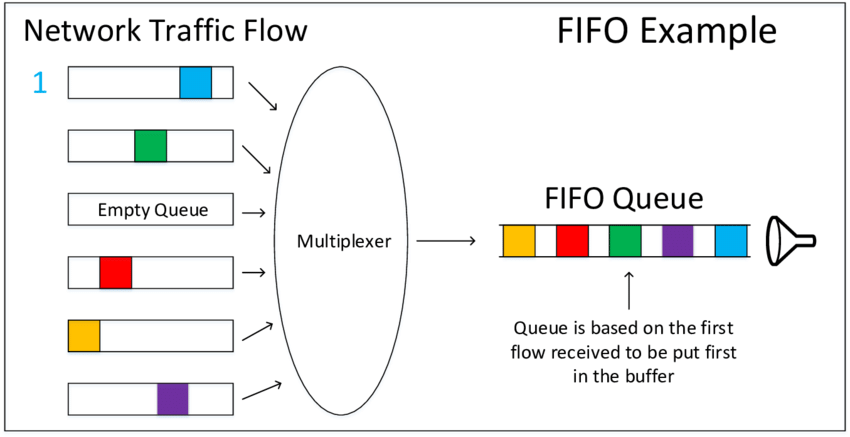 Network Traffic Flow
FIFO Example
1
Empty Queue
Multiplexer
FIFO Queue
Queue is based on the first
flow received to be put first
in the buffer